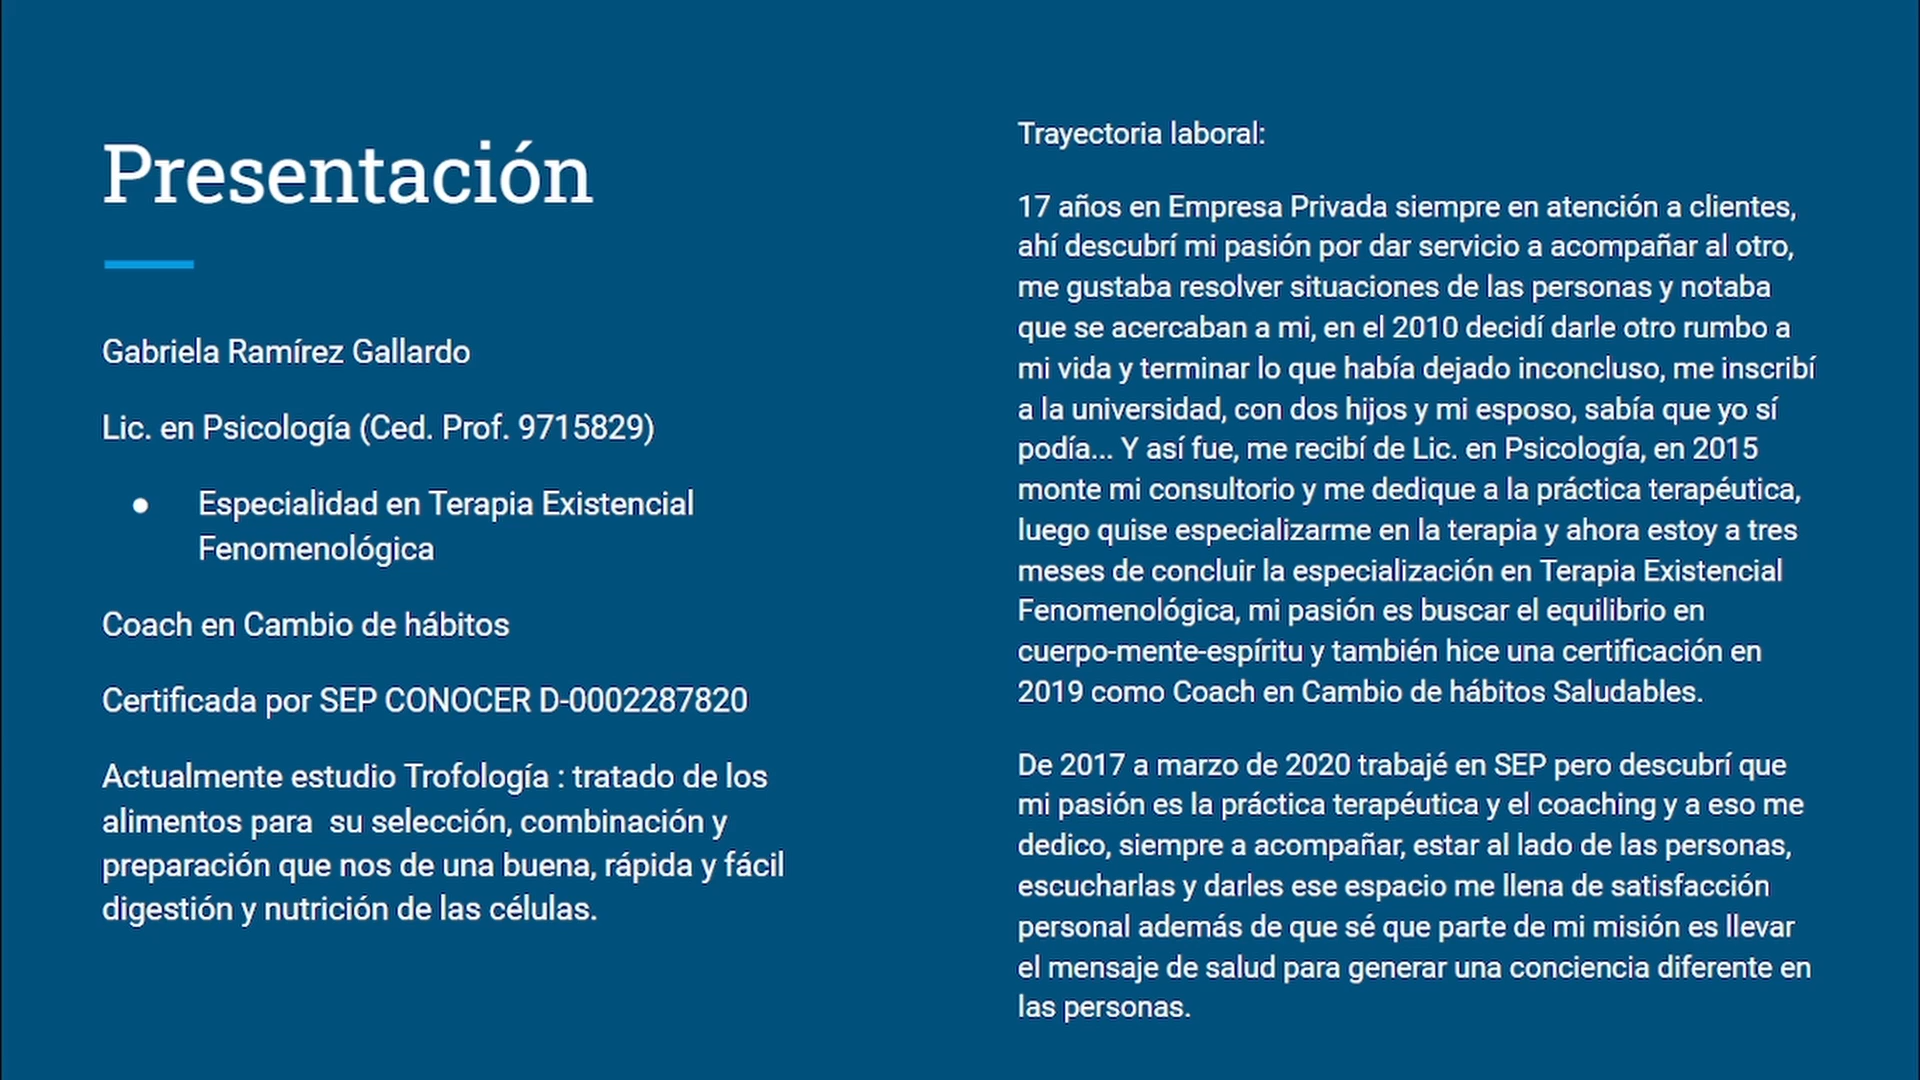 Presentación
Gabriela Ramírez Gallardo
Lic. en Psicología (Ced. Prof. 9715829)
● Especialidad en Terapia Existencial
Fenomenológica
Coach en Cambio de hábitos
Certificada por SEP CONOCER D-0002287820
Actualmente estudio Trofología : tratado de los
alimentos para  su selección, combinación y
preparación que nos de una buena, rápida y fácil
digestión y nutrición de las células.
Trayectoria laboral:
17 años en Empresa Privada siempre en atención a clientes,
ahí descubrí mi pasión por dar servicio a acompañar al otro,
me gustaba resolver situaciones de las personas y notaba
que se acercaban a mi, en el 2010 decidí darle otro rumbo a
mi vida y terminar lo que había dejado inconcluso, me inscribí
a la universidad, con dos hijos y mi esposo, sabía que yo sí
podía... Y así fue, me recibí de Lic. en Psicología, en 2015
monte mi consultorio y me dedique a la práctica terapéutica,
luego quise especializarme en la terapia y ahora estoy a tres
meses de concluir la especialización en Terapia Existencial
Fenomenológica, mi pasión es buscar el equilibrio en
cuerpo-mente-espíritu y también hice una certificación en
2019 como Coach en Cambio de hábitos Saludables.
De 2017 a marzo de 2020 trabajé en SEP pero descubrí que
mi pasión es la práctica terapéutica y el coaching y a eso me
dedico, siempre a acompañar, estar al lado de las personas,
escucharlas y darles ese espacio me llena de satisfacción
personal además de que sé que parte de mi misión es llevar
el mensaje de salud para generar una conciencia diferente en
las personas.